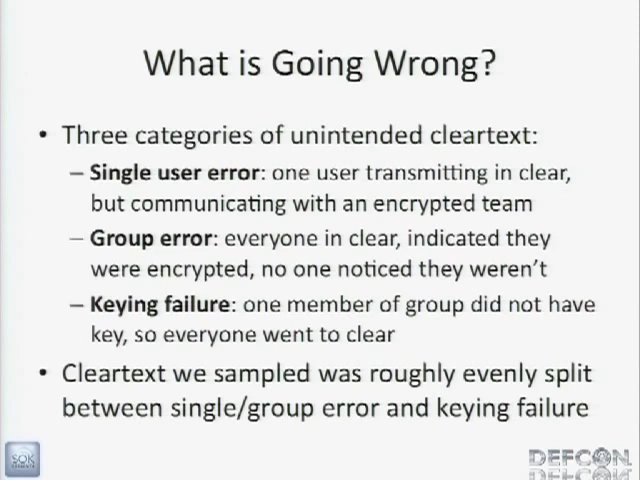 What is Going Wrong?
• Three categories of unintended cleartext:
– Single user error: one user transmitting in clear,
but communicating with an encrypted team
– Group error: everyone in clear, indicated they
were encrypted, no one noticed they weren't
– Keying failure: one member of group did not have
key, so everyone went to clear
• Cleartext we sampled was roughly evenly split
between single/group error and keying failure
SOK
DEFCON